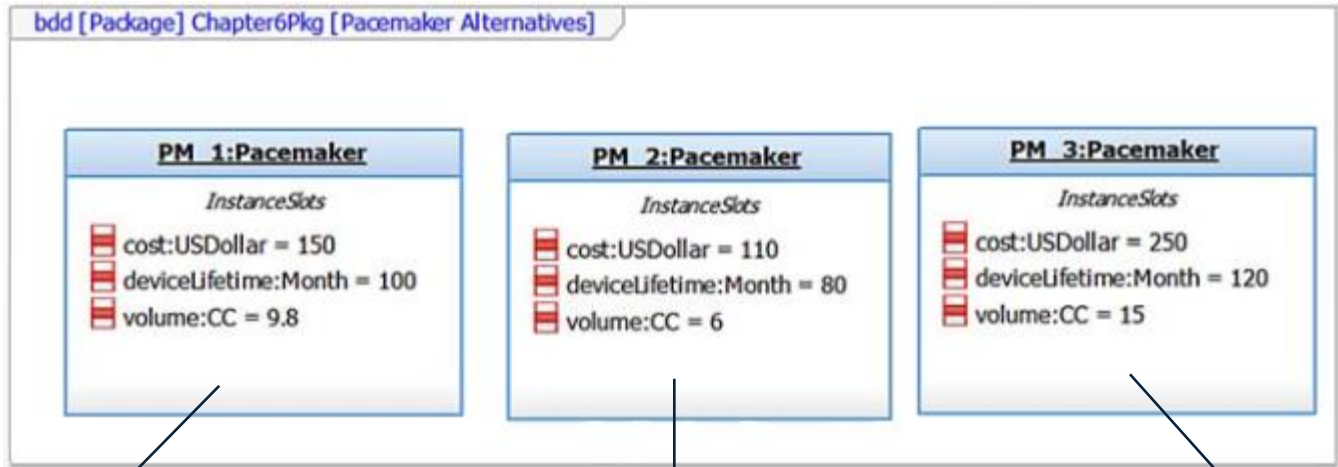 bdd [Package] Chapter6Pkg [Pacemaker Alternatives]
PM_1:Pacemaker
InstanceSlots
cost:USDollar = 150
deviceLifetime:Month = 100
volume:CC = 9.8
PM_2:Pacemaker
InstanceSlots
cost:USDollar = 110
deviceLifetime:Month = 80
volume:CC = 6
PM_3:Pacemaker
InstanceSlots
cost:USDollar = 250
deviceLifetime:Month = 120
volume:CC = 15